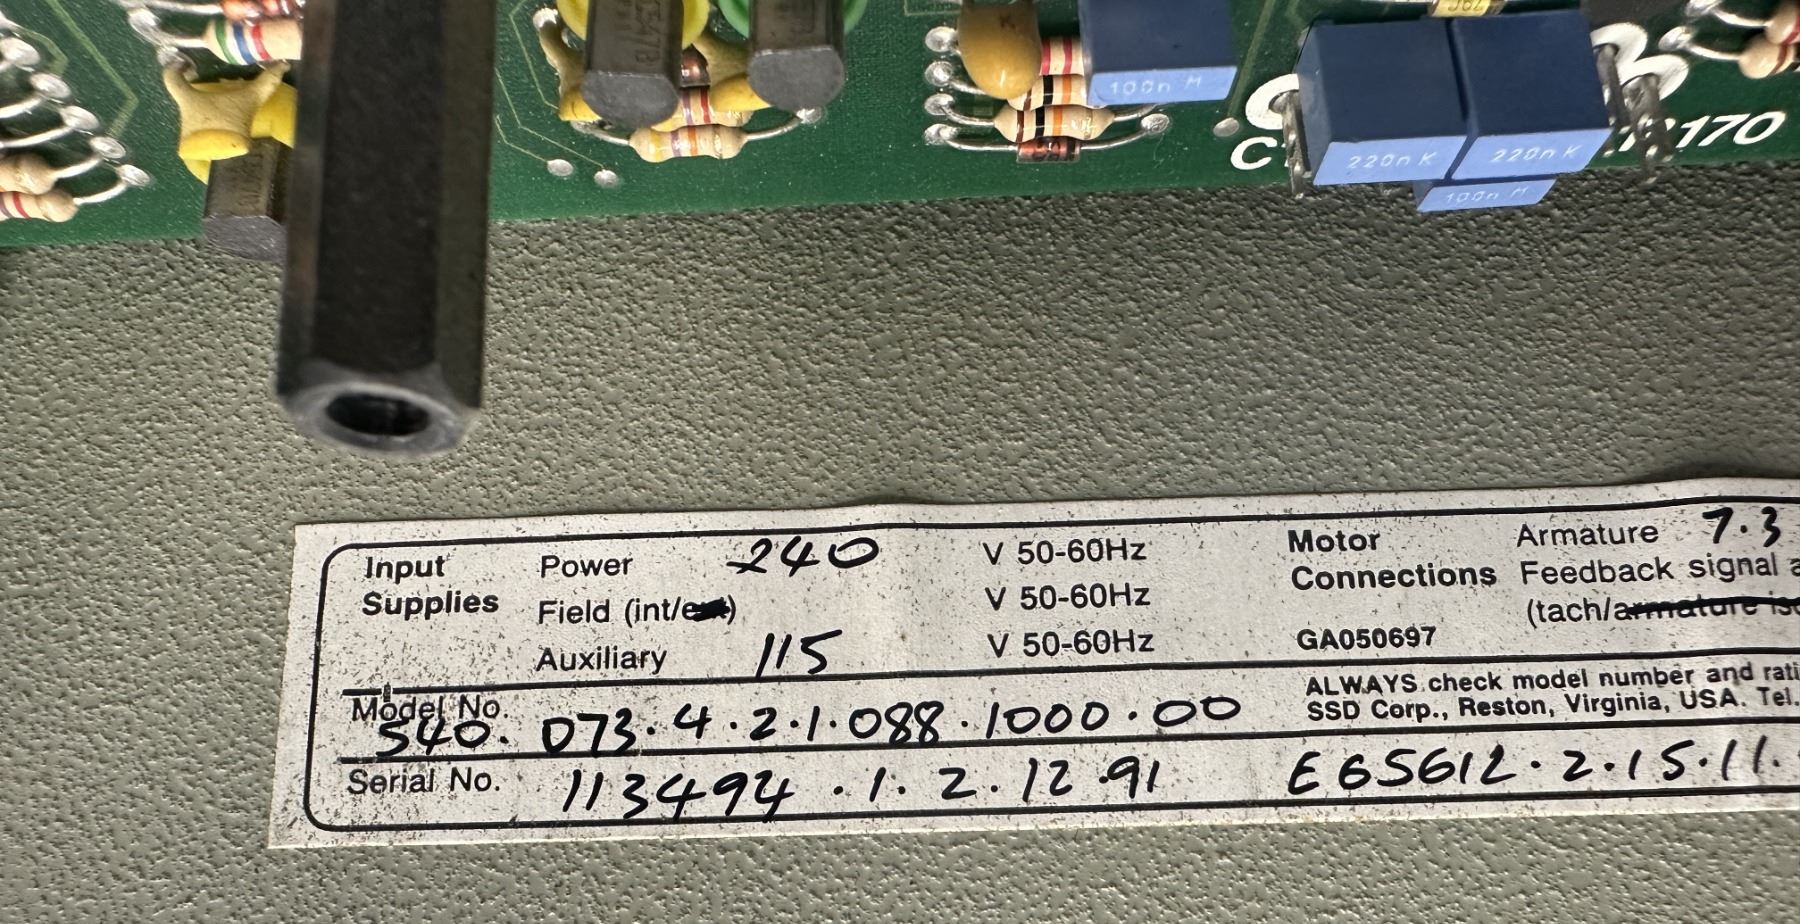 100n M
220n K
220n K
100n M
170
Input Supplies
Power 240 V 50-60Hz
Field (int/ V 50-60Hz
Auxiliary 115 V 50-60Hz
Motor Connections
Armature 7.3
Feedback signal
(tach/armature
GA050697
Model No.
540. 073.4.2.1.088.1000.00
ALWAYS check model number and
SSD Corp., Reston, Virginia, USA. Tel.
Serial No. 113494 .1. 2. 12.91 E65612.2.15.11.